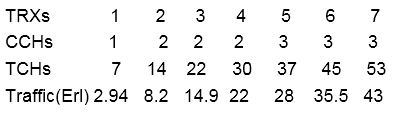 TRXs 1 2 3 4 5 6 7
CCHs 1 2 2 2 3 3 3
TCHs 7 14 22 30 37 45 53
Traffic(Erl) 2.94 8.2 14.9 22 28 35.5 43